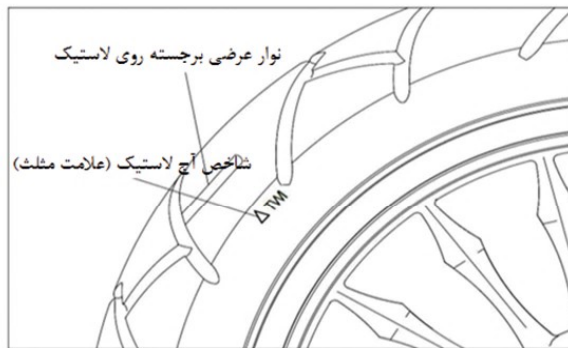 نوار عرضی برجسته روی لاستیک
شاخص آج لاستیک (علامت مثلث)
Δ TWI